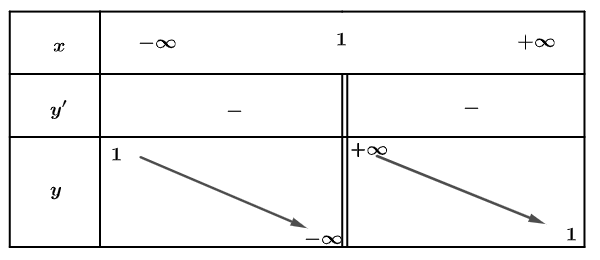 x −∞ 1 +∞
y′ − −
1 +∞
y
−∞ 1